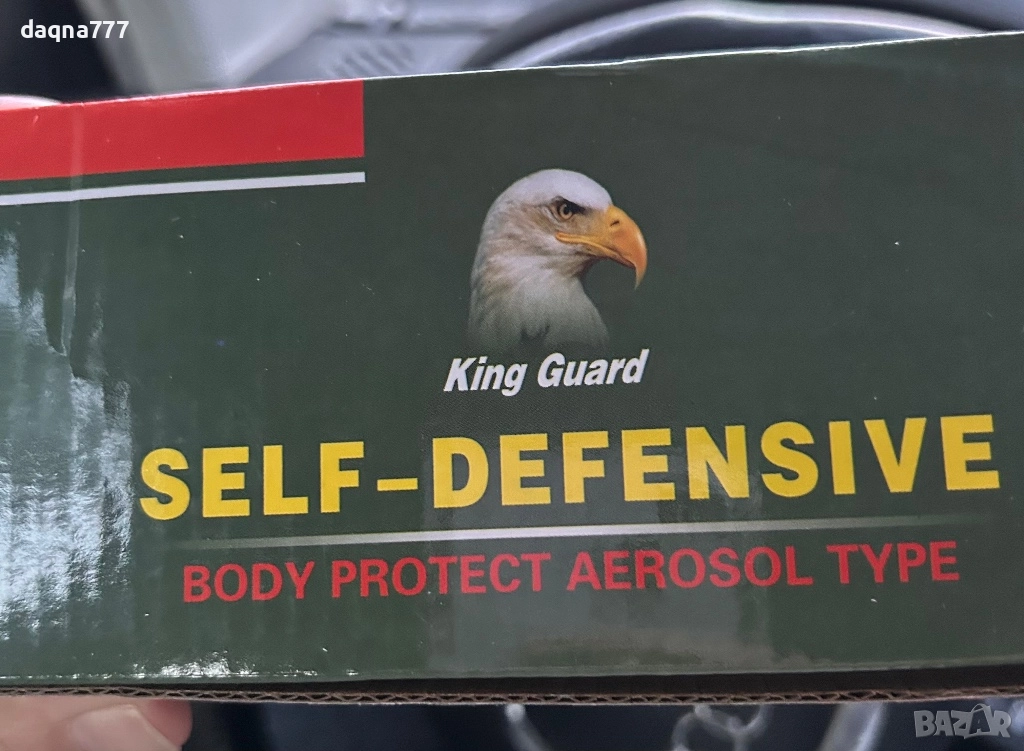 daqna777
King Guard
SELF-DEFENSIVE
BODY PROTECT AEROSOL TYPE
BAZAR